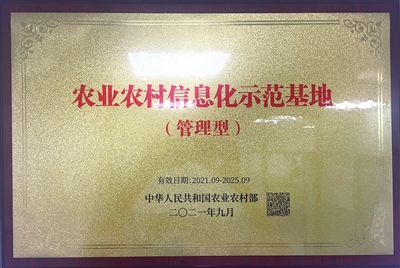 农业农村信息化示范基地
（管理型）
有效日期:2021.09-2025.09
中华人民共和国农业农村部
二〇二一年九月